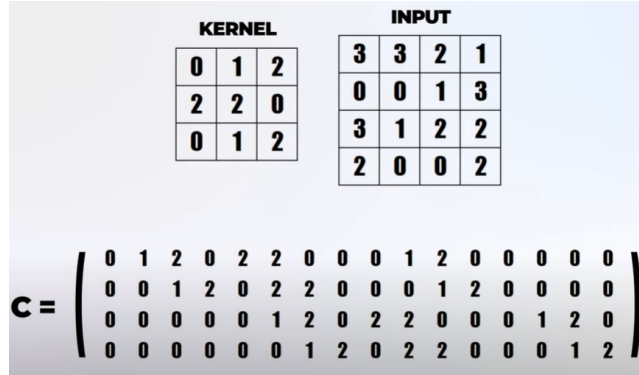 KERNEL
0 1 2
2 2 0
0 1 2
INPUT
3 3 2 1
0 0 1 3
3 1 2 2
2 0 0 2
C =
0 1 2 0 2 2 0 0 0 1 2 0 0 0 0 0
0 0 1 2 0 2 2 0 0 0 1 2 0 0 0 0
0 0 0 0 0 1 2 0 2 2 0 0 0 1 2 0
0 0 0 0 0 0 1 2 0 2 2 0 0 0 1 2